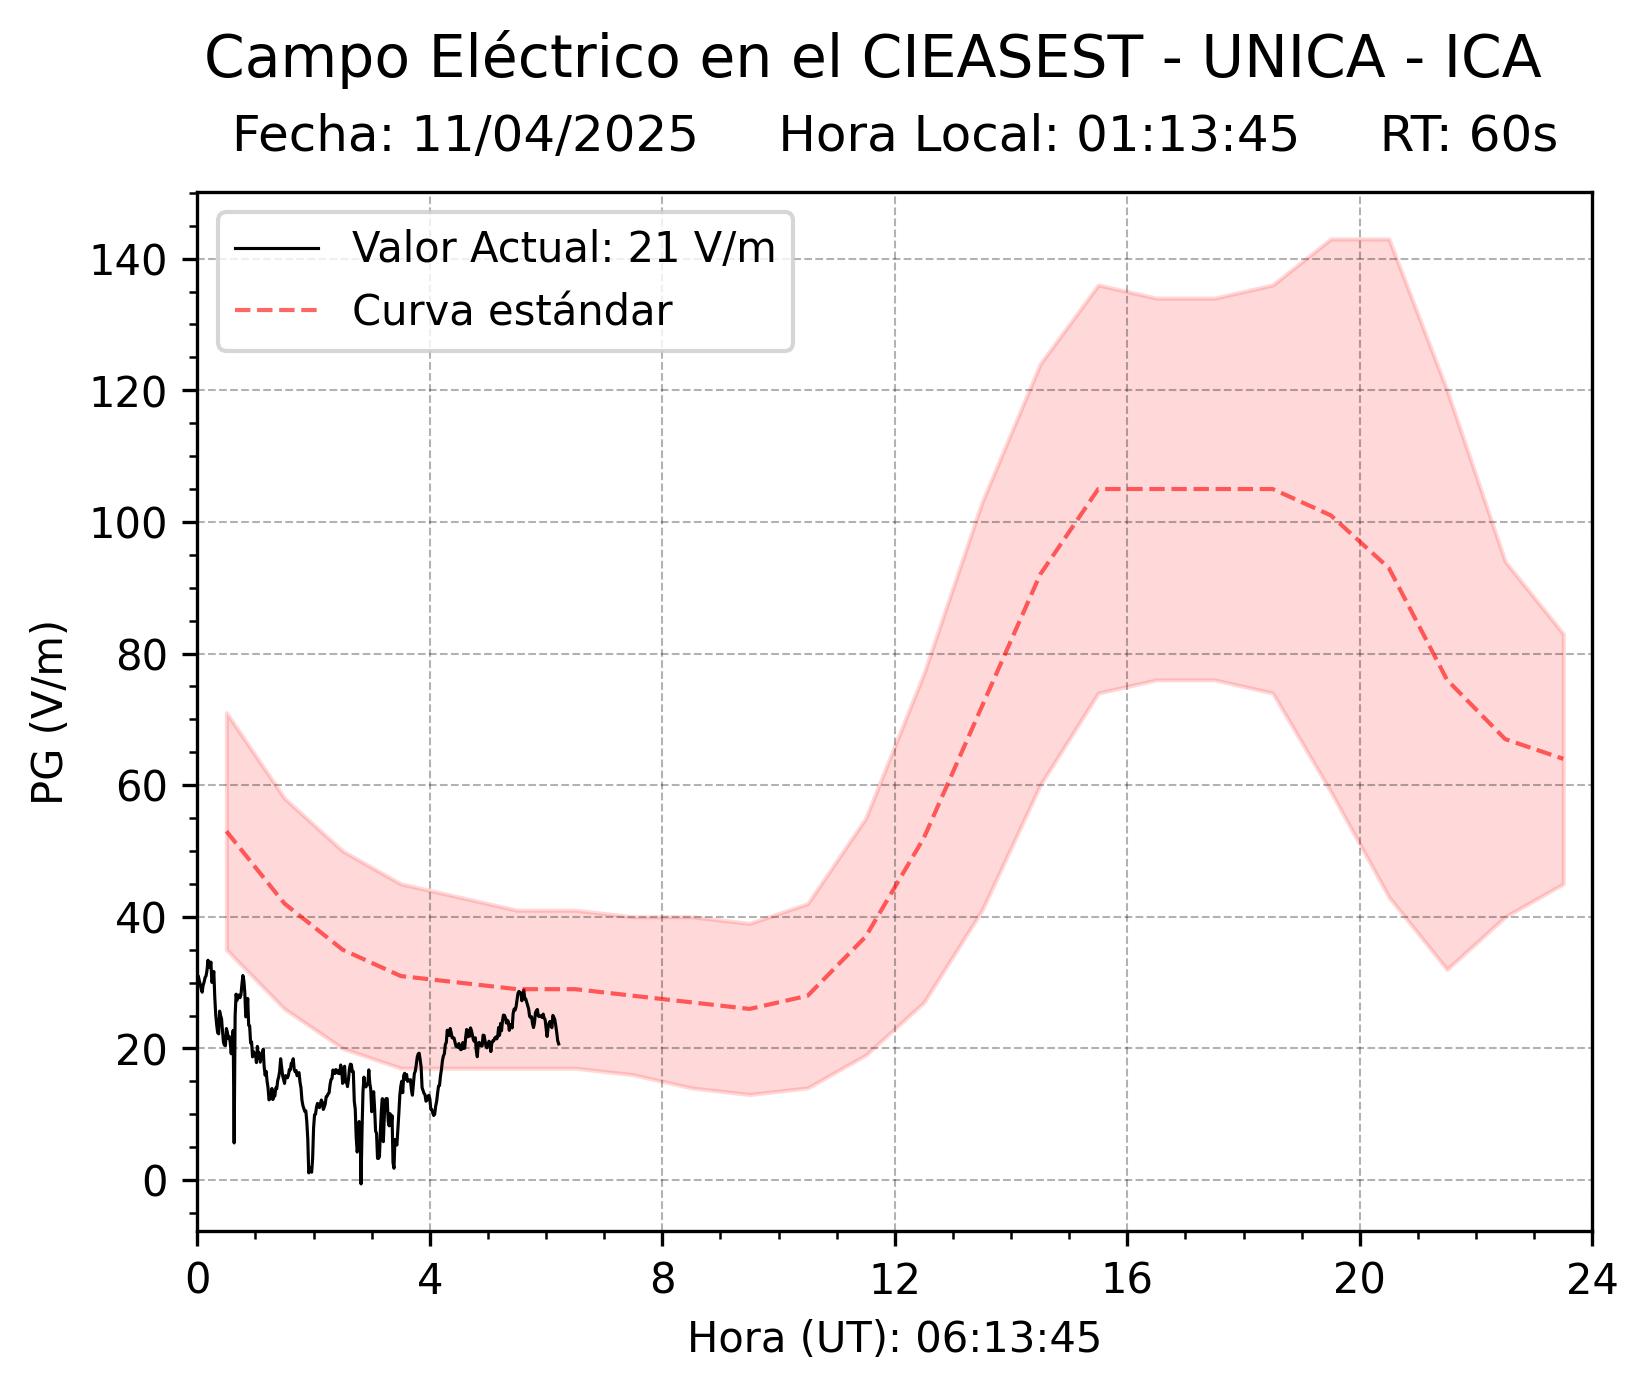 Campo Eléctrico en el CIEASEST - UNICA - ICA
Fecha: 11/04/2025 Hora Local: 01:13:45 RT: 60s
Valor Actual: 21 V/m
Curva estándar
140
120
100
80
60
40
20
0
PG (V/m)
0 4 8 12 16 20 24
Hora (UT): 06:13:45